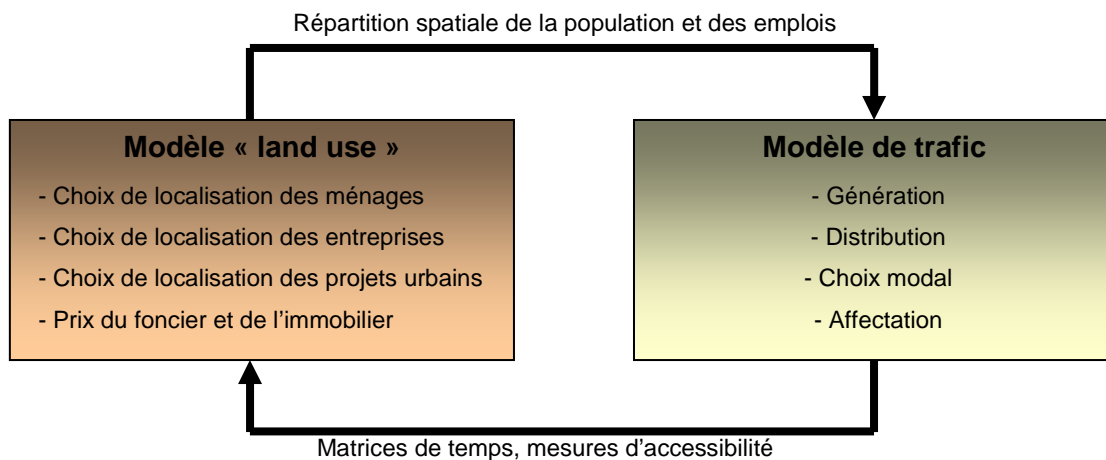 Répartition spatiale de la population et des emplois
Modèle « land use »
- Choix de localisation des ménages
- Choix de localisation des entreprises
- Choix de localisation des projets urbains
- Prix du foncier et de l’immobilier
Modèle de trafic
- Génération
- Distribution
- Choix modal
- Affectation
Matrices de temps, mesures d’accessibilité